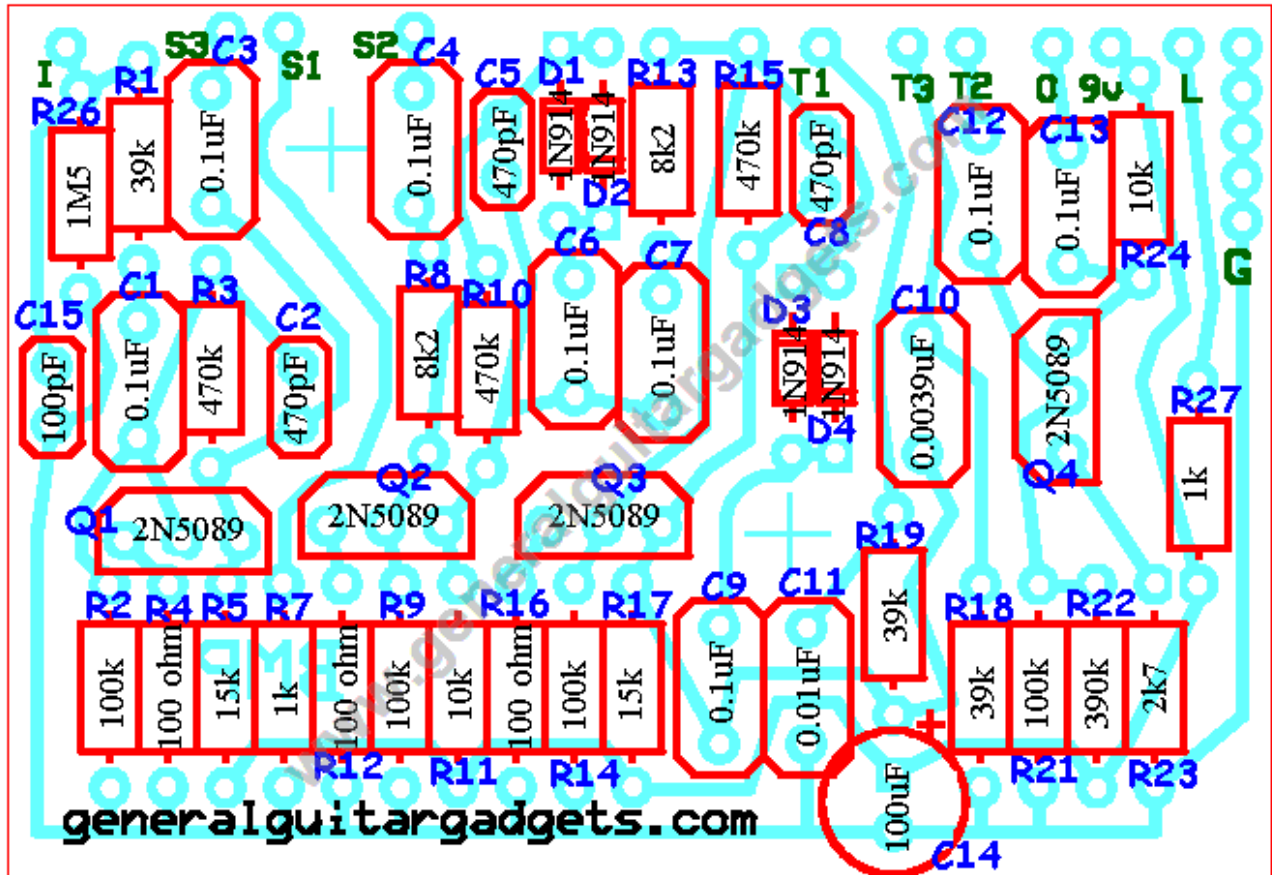 I
S3
C3
S1
S2
C4
C5
D1
R13
R15
T1
T3
T2
O
9v
L
R26
R1
1M5
39k
0.1uF
0.1uF
470pF
1N914
1N914
D2
8k2
470k
470pF
C8
C12
0.1uF
C13
0.1uF
10k
R24
G
C15
100pF
C1
0.1uF
R3
470k
C2
470pF
R8
8k2
R10
470k
C6
0.1uF
C7
0.1uF
D3
1N914
1N914
D4
C10
0.0039uF
2N5089
Q4
R27
1k
Q1
2N5089
Q2
2N5089
Q3
2N5089
R19
39k
R2
R4
R5
R7
R9
R16
R17
C9
C11
R18
R22
100k
100 ohm
15k
1k
100 ohm
100k
10k
100 ohm
100k
15k
0.1uF
0.01uF
39k
100k
390k
2k7
BMP
R12
R11
R14
+
100uF
C14
R21
R23
generalguitargadgets.com
www.generalguitargadgets.com